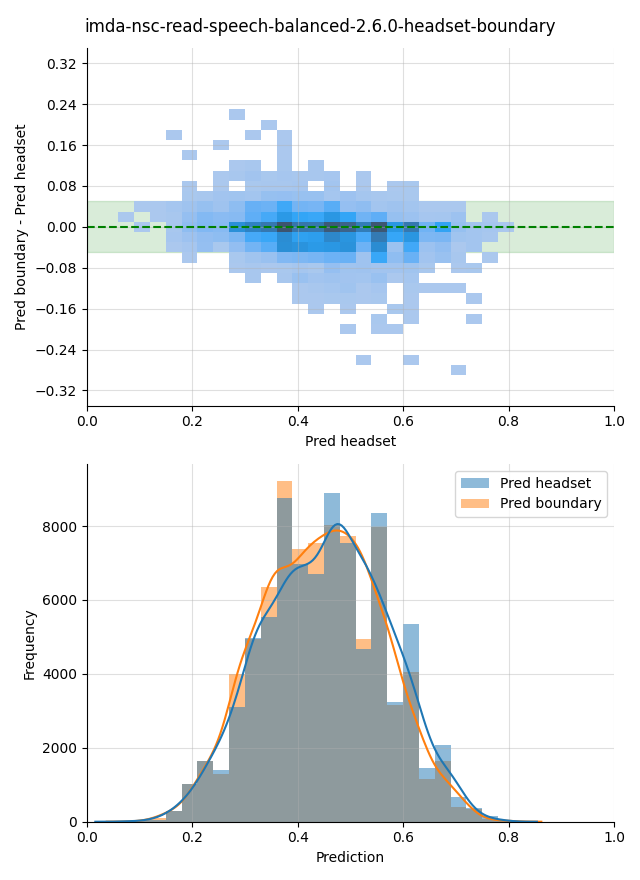 imda-nsc-read-speech-balanced-2.6.0-headset-boundary
Pred boundary - Pred headset
0.32
0.24
0.16
0.08
0.00
−0.08
−0.16
−0.24
−0.32
0.0 0.2 0.4 0.6 0.8 1.0
Pred headset
Pred headset
Pred boundary
Frequency
8000
6000
4000
2000
0
0.0 0.2 0.4 0.6 0.8 1.0
Prediction